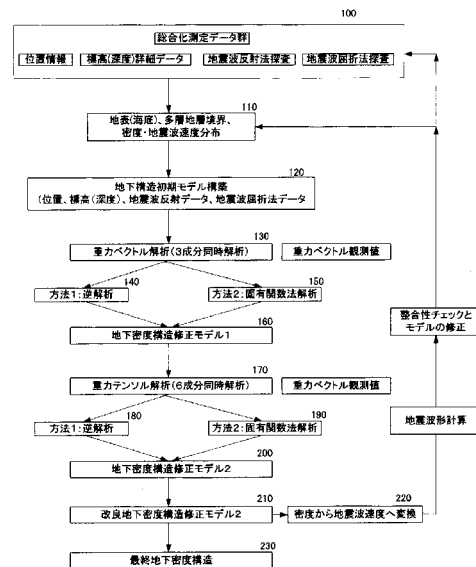 100
総合化測定データ群
位置情報 標高(深度)詳細データ 地震波反射法探査 地震波屈折法探査
110
地表(海底)、多層地層境界、
密度・地震波速度分布
120
地下構造初期モデル構築
(位置、標高(深度)、地震波反射データ、地震波屈折法データ
130
重力ベクトル解析(3成分同時解析) 重力ベクトル観測値
140 150
方法1:逆解析 方法2:固有関数法解析
160
地下密度構造修正モデル1
整合性チェックと
モデルの修正
170
重力テンソル解析(6成分同時解析) 重力ベクトル観測値
180 190
方法1:逆解析 方法2:固有関数法解析
地震波形計算
200
地下密度構造修正モデル2
210 220
改良地下密度構造修正モデル2 密度から地震波速度へ変換
230
最終地下密度構造